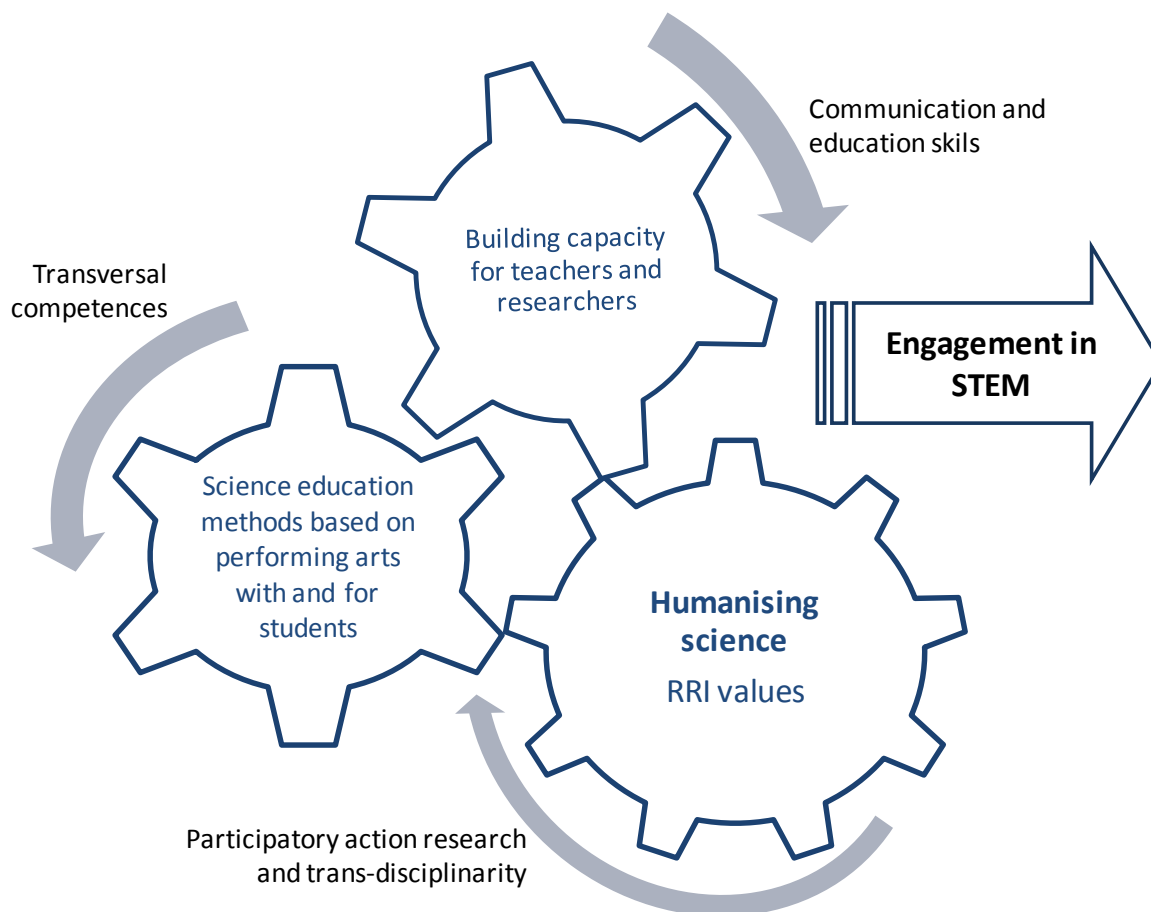 Communication and
education skils
Building capacity
for teachers and
researchers
Transversal
competences
Engagement in
STEM
Science education
methods based on
performing arts
with and for
students
Humanising
science
RRI values
Participatory action research
and trans-disciplinarity